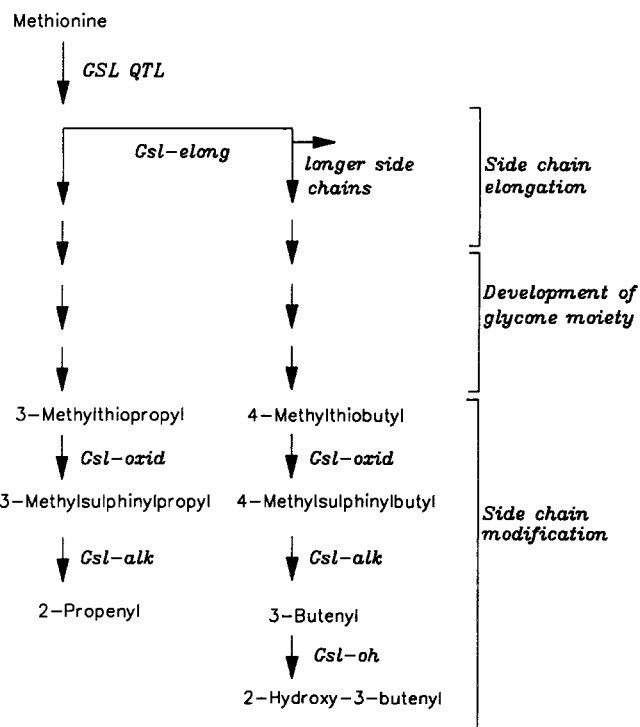 Methionine
GSL QTL
Gsl-elong
longer side
chains
Side chain
elongation
Development of
glycone moiety
3-Methylthiopropyl
4-Methylthiobutyl
Gsl-oxid
Gsl-oxid
3-Methylsulphinylpropyl
4-Methylsulphinylbutyl
Side chain
modification
Gsl-alk
Gsl-alk
2-Propenyl
3-Butenyl
Gsl-oh
2-Hydroxy-3-butenyl